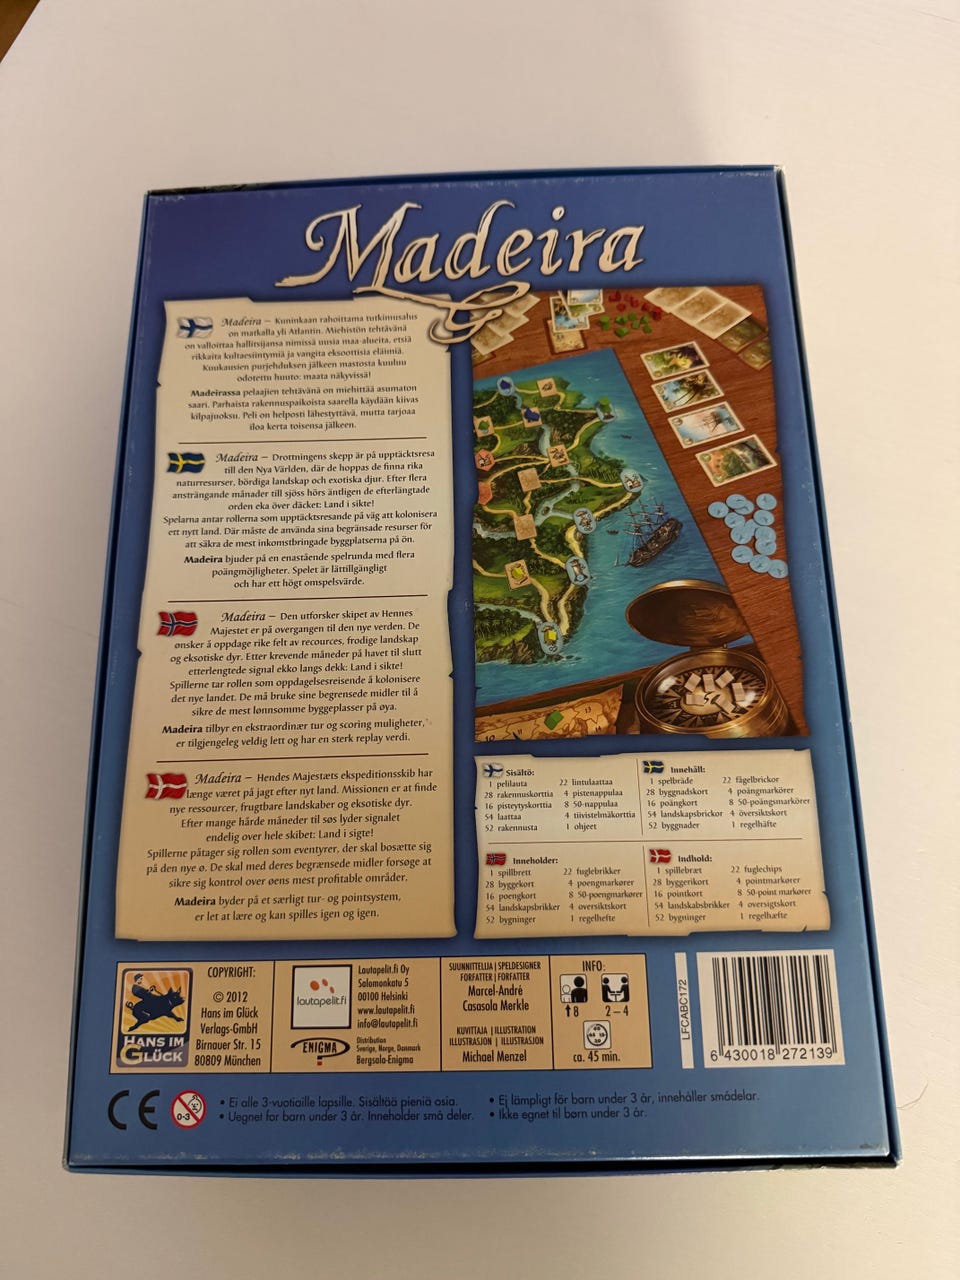 Madeira
Madeira – Kuninkaan rahoittama tutkimusalus
on matkalla yli Atlantin. Miehistön tehtävänä
on valloittaa hallitsijansa nimissä uusia maa-alueita, etsiä
rikkaita kultaesiintymiä ja vangita eksoottisia eläimiä.
Kuukausien purjehduksen jälkeen mastosta kuuluu
odotettu huuto: maata näkyvissä!
Madeirassa pelaajien tehtävänä on miehittää asumaton
saari. Parhaista rakennuspaikoista saarella käydään kiivas
kilpajuoksu. Peli on helposti lähestyttävä, mutta tarjoaa
iloa kerta toisensa jälkeen.
Madeira – Drottningens skepp är på upptäcktsresa
till den Nya Världen, där de hoppas de finna rika
naturresurser, bördiga landskap och exotiska djur. Efter flera
ansträngande månader till sjöss hörs äntligen de efterlängtade
orden eka över däcket: Land i sikte!
Spelarna antar rollerna som upptäcktsresande på väg att kolonisera
ett nytt land. Där måste de använda sina begränsade resurser för
att säkra de mest inkomstbringade byggplatserna på ön.
Madeira bjuder på en enastående spelrunda med flera
poängmöjligheter. Spelet är lättillgängligt
och har ett högt omspelsvärde.
Madeira – Den utforsker skipet av Hennes
Majestet er på overgangen til den nye verden. De
ønsker å oppdage rike felt av recources, frodige landskap
og eksotiske dyr. Etter krevende måneder på havet til slutt
etterlengtede signal ekko langs dekk: Land i sikte!
Spillerne tar rollen som oppdagelsesreisende å kolonisere
det nye landet. De må bruke sine begrensede midler til å
sikre de mest lønnsomme byggeplasser på øya.
Madeira tilbyr en ekstraordinær tur og scoring muligheter,
er tilgjengeleg veldig lett og har en sterk replay verdi.
Madeira – Hendes Majestæts ekspeditionsskib har
længe været på jagt efter nyt land. Missionen er at finde
nye ressourcer, frugtbare landskaber og eksotiske dyr.
Efter mange hårde måneder til søs lyder signalet
endelig over hele skibet: Land i sigte!
Spillerne påtager sig rollen som eventyrer, der skal bosætte sig
på den nye ø. De skal med deres begrænsede midler forsøge at
sikre sig kontrol over øens mest profitable områder.
Madeira byder på et særligt tur- og pointsystem,
er let at lære og kan spilles igen og igen.
Sisältö:
1 pelilauta
28 rakennuskorttia
16 pisteytyskorttia
54 laattaa
52 rakennusta
22 lintulaattaa
4 pistenappulaa
8 50-nappulaa
4 tiivistelmäkorttia
1 ohjeet
Innehåll:
1 spelbräde
28 byggnadskort
16 poängkort
54 landskapsbrickor
52 byggnader
22 fågelbrickor
4 poängmarkörer
8 50-poängsmarkörer
4 översiktskort
1 regelhäfte
Inneholder:
1 spillbrett
28 byggekort
16 poengkort
54 landskapsbrikker
52 bygninger
22 fuglebrikker
4 poengmarkører
8 50-poengmarkører
4 oversiktskort
1 regelhefte
Indhold:
1 spillebræt
28 byggerikort
16 pointkort
54 landskabsbrikker
52 bygninger
22 fuglechips
4 pointmarkører
8 50-point markører
4 oversigtskort
1 regelhæfte
HANS IM
GLÜCK
COPYRIGHT:
© 2012
Hans im Glück
Verlags-GmbH
Birnauer Str. 15
80809 München
lautapelit.fi
Lautapelit.fi Oy
Salomonkatu 5
00100 Helsinki
www.lautapelit.fi
info@lautapelit.fi
ENIGMA
Distribution
Sverige, Norge, Danmark
Bergsala-Enigma
SUUNNITTELIJA | SPELDESIGNER
FORFATTER | FORFATTER
Marcel-André
Casasola Merkle
KUVITTAJA | ILLUSTRATION
ILLUSTRASJON | ILLUSTRASJON
Michael Menzel
INFO:
8
2–4
ca. 45 min.
LFCABC172
6 430018 272139
CE
0-3
• Ei alle 3-vuotiaille lapsille. Sisältää pieniä osia.
• Uegnet for barn under 3 år. Inneholder små deler.
• Ej lämpligt för barn under 3 år, innehåller smådelar.
• Ikke egnet til børn under 3 år.